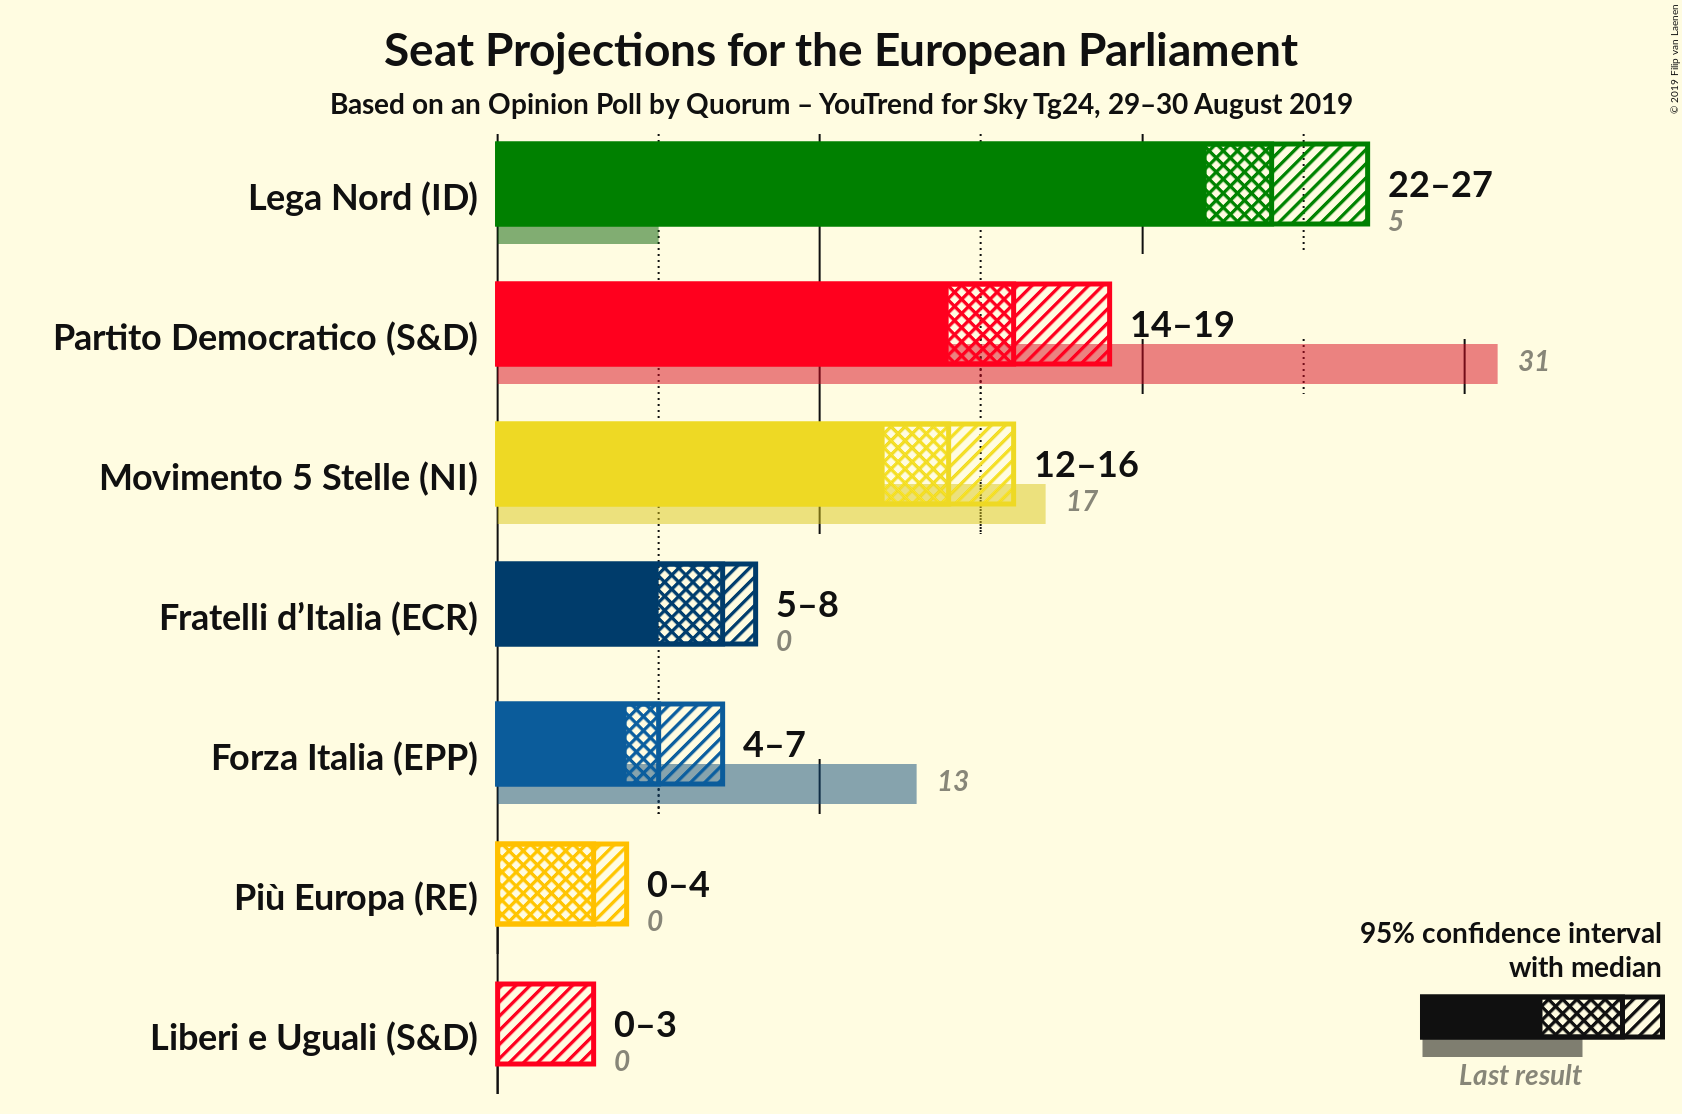 Seat Projections for the European Parliament
Based on an Opinion Poll by Quorum – YouTrend for Sky Tg24, 29–30 August 2019
© 2019 Filip van Laenen
Lega Nord (ID)
22–27
5
Partito Democratico (S&D)
14–19
31
Movimento 5 Stelle (NI)
12–16
17
Fratelli d’Italia (ECR)
5–8
0
Forza Italia (EPP)
4–7
13
Più Europa (RE)
0–4
0
Liberi e Uguali (S&D)
0–3
0
95% confidence interval
with median
Last result